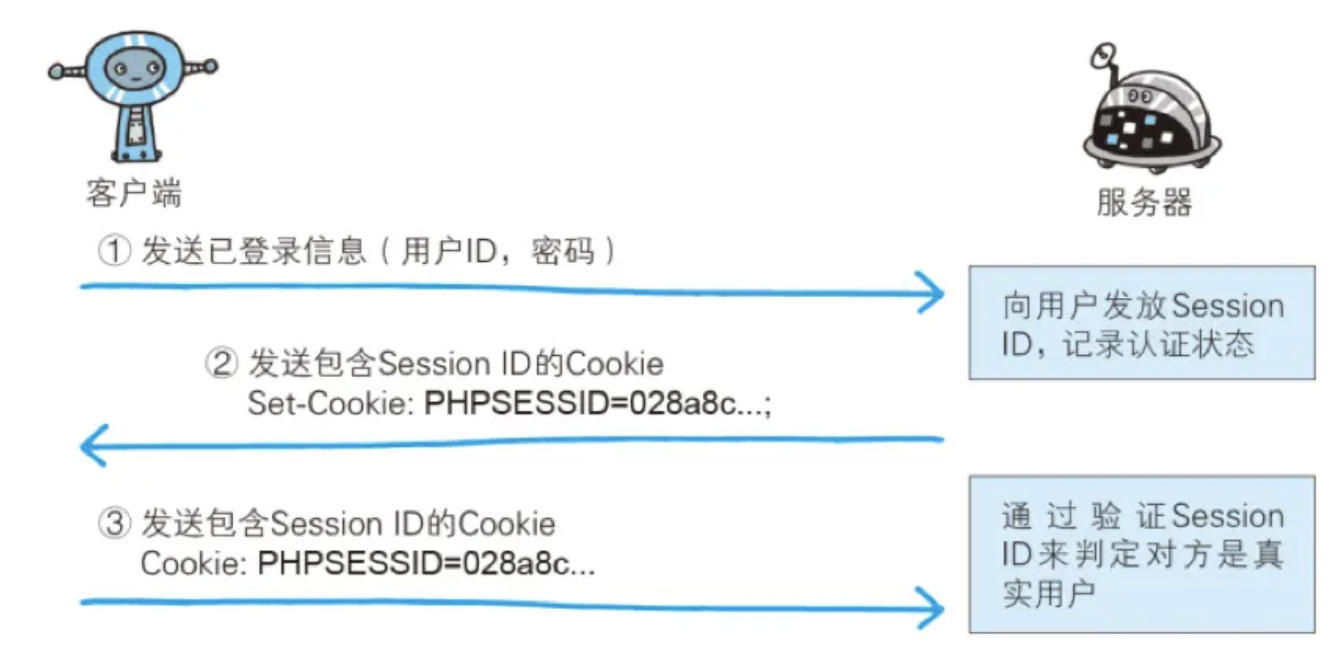 客户端
服务器
① 发送已登录信息（用户ID，密码）
向用户发放Session
ID，记录认证状态
② 发送包含Session ID的Cookie
Set-Cookie: PHPSESSID=028a8c...;
③ 发送包含Session ID的Cookie
Cookie: PHPSESSID=028a8c...
通过验证Session
ID来判定对方是真
实用户